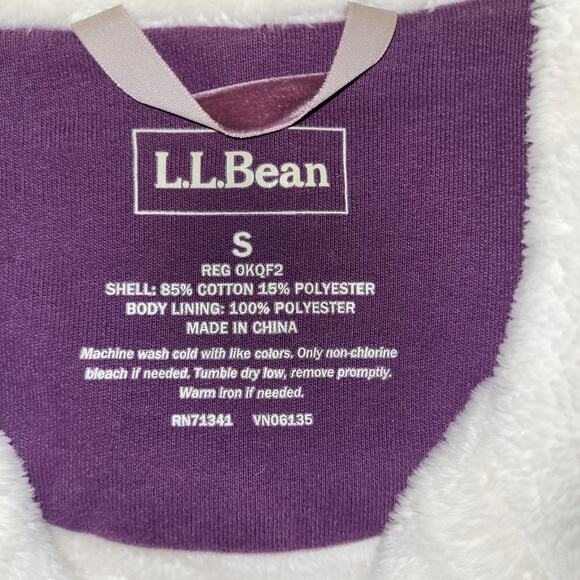 L.L.Bean
S
REG 0KQF2
SHELL: 85% COTTON 15% POLYESTER
BODY LINING: 100% POLYESTER
MADE IN CHINA
Machine wash cold with like colors. Only non-chlorine
bleach if needed. Tumble dry low, remove promptly.
Warm iron if needed.
RN71341 VN06135